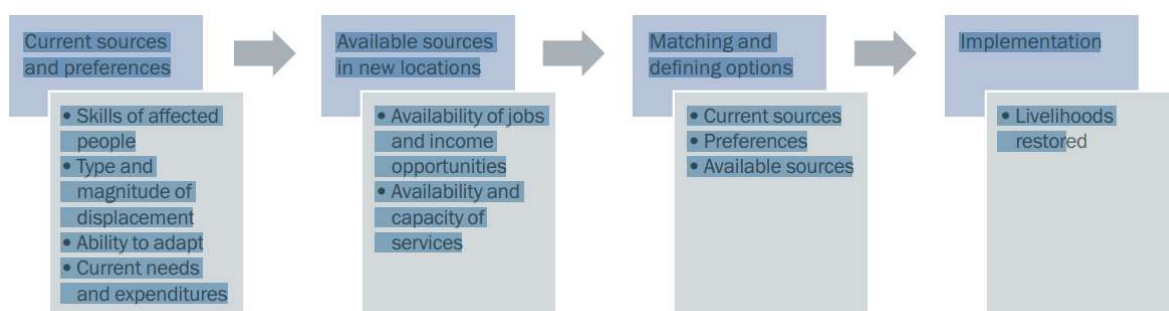 Current sources
and preferences
• Skills of affected
people
• Type and
magnitude of
displacement
• Ability to adapt
• Current needs
and expenditures
Available sources
in new locations
• Availability of jobs
and income
opportunities
• Availability and
capacity of
services
Matching and
defining options
• Current sources
• Preferences
• Available sources
Implementation
• Livelihoods
restored